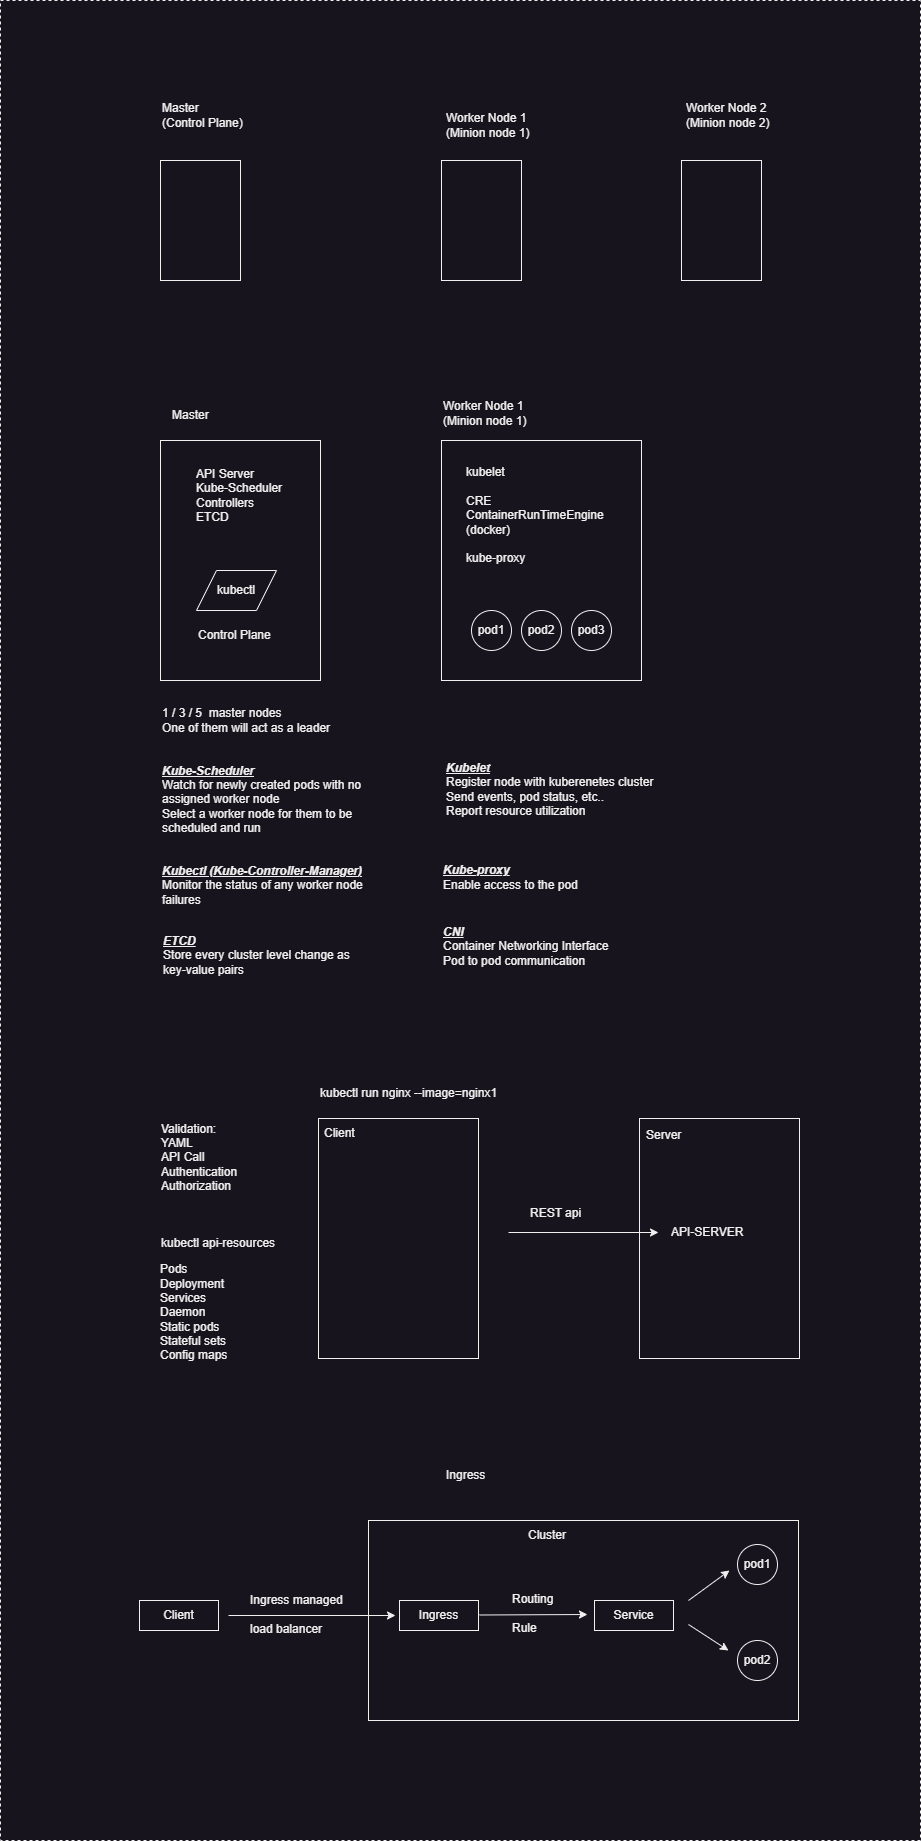 Master
(Control Plane)
Worker Node 1
(Minion node 1)
Worker Node 2
(Minion node 2)
Master
API Server
Kube-Scheduler
Controllers
ETCD
kubectl
Control Plane
Worker Node 1
(Minion node 1)
kubelet
CRE
ContainerRunTimeEngine
(docker)
kube-proxy
pod1
pod2
pod3
1 / 3 / 5 master nodes
One of them will act as a leader
Kube-Scheduler
Watch for newly created pods with no
assigned worker node
Select a worker node for them to be
scheduled and run
Kubectl (Kube-Controller-Manager)
Monitor the status of any worker node
failures
ETCD
Store every cluster level change as
key-value pairs
Kubelet
Register node with kuberenetes cluster
Send events, pod status, etc..
Report resource utilization
Kube-proxy
Enable access to the pod
CNI
Container Networking Interface
Pod to pod communication
kubectl run nginx --image=nginx1
Validation:
YAML
API Call
Authentication
Authorization
kubectl api-resources
Pods
Deployment
Services
Daemon
Static pods
Stateful sets
Config maps
Client
REST api
Server
API-SERVER
Ingress
Cluster
Client
Ingress managed
load balancer
Ingress
Routing
Rule
Service
pod1
pod2